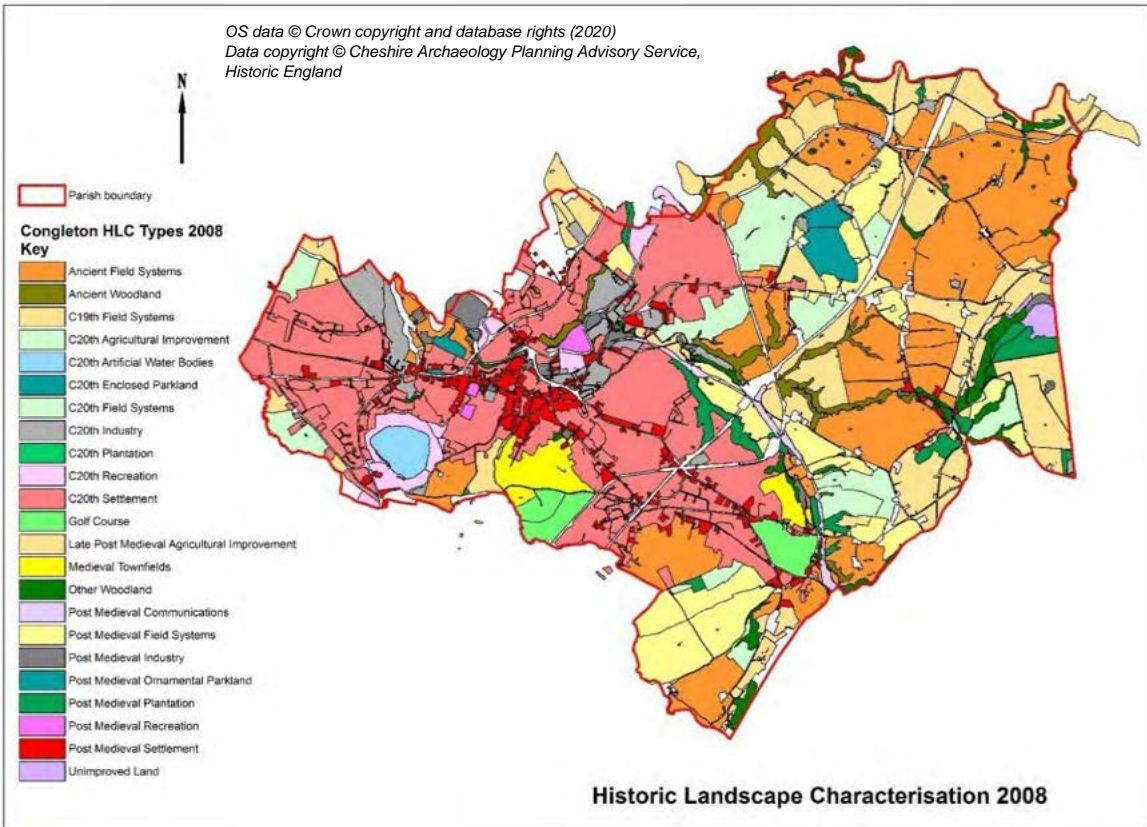 OS data © Crown copyright and database rights (2020)
Data copyright © Cheshire Archaeology Planning Advisory Service,
Historic England
N
Parish boundary
Congleton HLC Types 2008
Key
Ancient Field Systems
Ancient Woodland
C19th Field Systems
C20th Agricultural Improvement
C20th Artificial Water Bodies
C20th Enclosed Parkland
C20th Field Systems
C20th Industry
C20th Plantation
C20th Recreation
C20th Settlement
Golf Course
Late Post Medieval Agricultural Improvement
Medieval Townfields
Other Woodland
Post Medieval Communications
Post Medieval Field Systems
Post Medieval Industry
Post Medieval Ornamental Parkland
Post Medieval Plantation
Post Medieval Recreation
Post Medieval Settlement
Unimproved Land
Historic Landscape Characterisation 2008